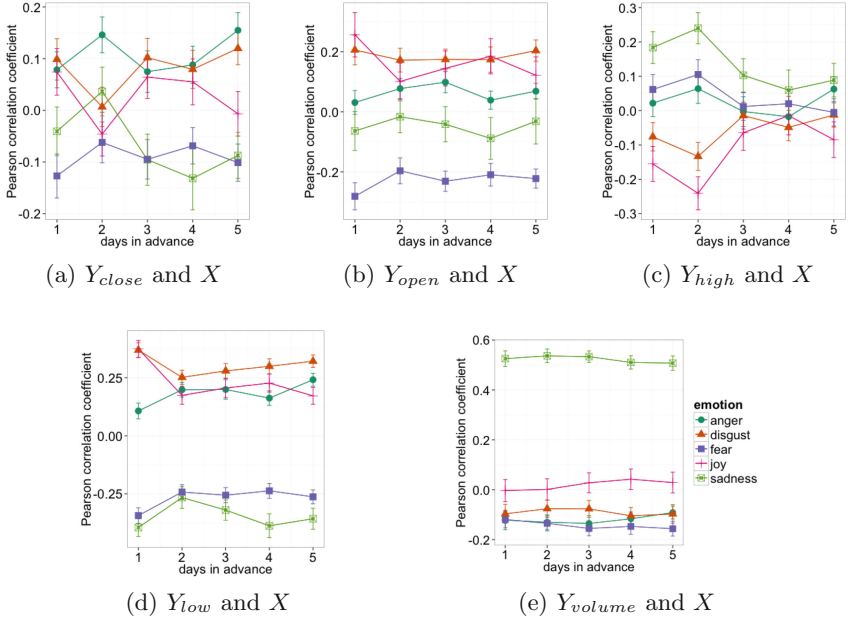 0.2
0.1
0.0
-0.1
-0.2
Pearson correlation coefficient
1 2 3 4 5
days in advance
(a) Y_close and X
0.2
0.0
-0.2
Pearson correlation coefficient
1 2 3 4 5
days in advance
(b) Y_open and X
0.3
0.2
0.1
0.0
-0.1
-0.2
-0.3
Pearson correlation coefficient
1 2 3 4 5
days in advance
(c) Y_high and X
0.25
0.00
-0.25
Pearson correlation coefficient
1 2 3 4 5
days in advance
(d) Y_low and X
0.6
0.4
0.2
0.0
-0.2
Pearson correlation coefficient
1 2 3 4 5
days in advance
emotion
anger
disgust
fear
joy
sadness
(e) Y_volume and X